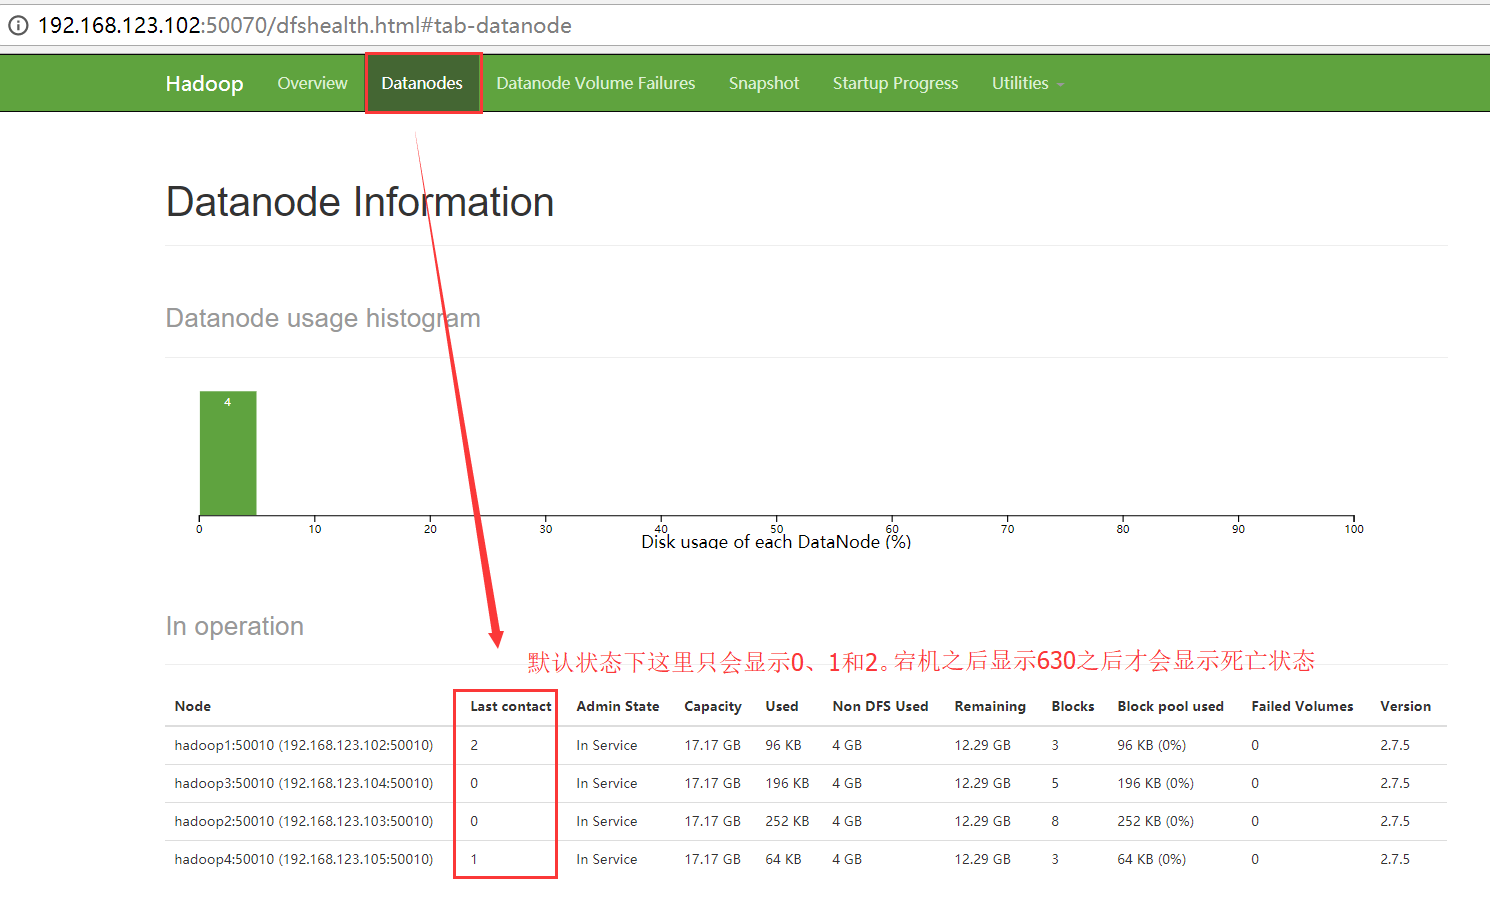 192.168.123.102:50070/dfshealth.html#tab-datanode
Hadoop Overview Datanodes Datanode Volume Failures Snapshot Startup Progress Utilities
Datanode Information
Datanode usage histogram
4
0 10 20 30 40 50 60 70 80 90 100
Disk usage of each DataNode (%)
In operation
默认状态下这里只会显示0、1和2。宕机之后显示630之后才会显示死亡状态
Node Last contact Admin State Capacity Used Non DFS Used Remaining Blocks Block pool used Failed Volumes Version
hadoop1:50010 (192.168.123.102:50010) 2 In Service 17.17 GB 96 KB 4 GB 12.29 GB 3 96 KB (0%) 0 2.7.5
hadoop3:50010 (192.168.123.104:50010) 0 In Service 17.17 GB 196 KB 4 GB 12.29 GB 5 196 KB (0%) 0 2.7.5
hadoop2:50010 (192.168.123.103:50010) 0 In Service 17.17 GB 252 KB 4 GB 12.29 GB 8 252 KB (0%) 0 2.7.5
hadoop4:50010 (192.168.123.105:50010) 1 In Service 17.17 GB 64 KB 4 GB 12.29 GB 3 64 KB (0%) 0 2.7.5